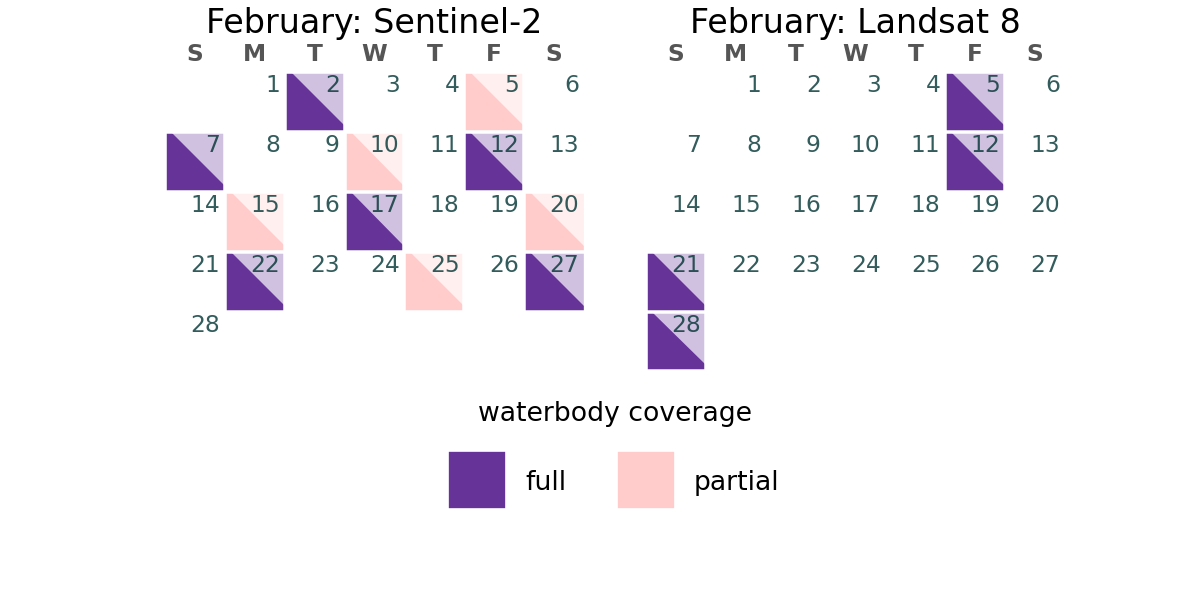 February: Sentinel-2
S M T W T F S
1 2 3 4 5 6
7 8 9 10 11 12 13
14 15 16 17 18 19 20
21 22 23 24 25 26 27
28
February: Landsat 8
S M T W T F S
1 2 3 4 5 6
7 8 9 10 11 12 13
14 15 16 17 18 19 20
21 22 23 24 25 26 27
28
waterbody coverage
full partial